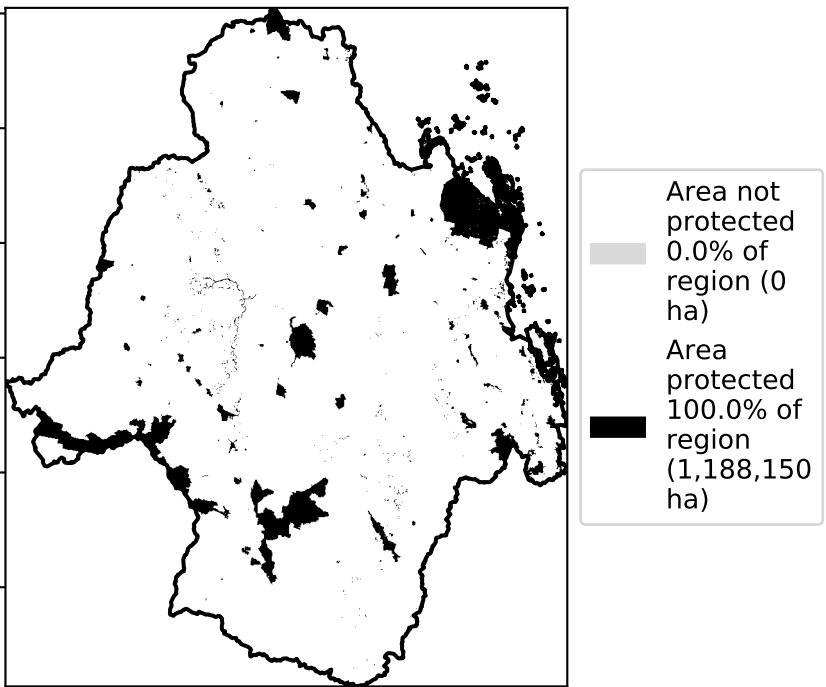 Area not
protected
0.0% of
region (0
ha)
Area
protected
100.0% of
region
(1,188,150
ha)